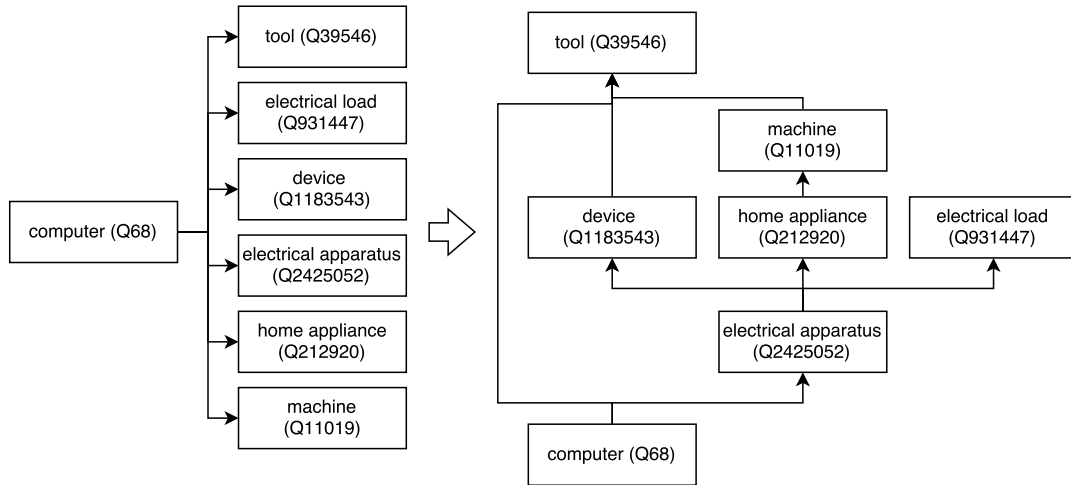 tool (Q39546)
electrical load
(Q931447)
device
(Q1183543)
computer (Q68)
electrical apparatus
(Q2425052)
home appliance
(Q212920)
machine
(Q11019)
tool (Q39546)
machine
(Q11019)
device
(Q1183543)
home appliance
(Q212920)
electrical load
(Q931447)
electrical apparatus
(Q2425052)
computer (Q68)